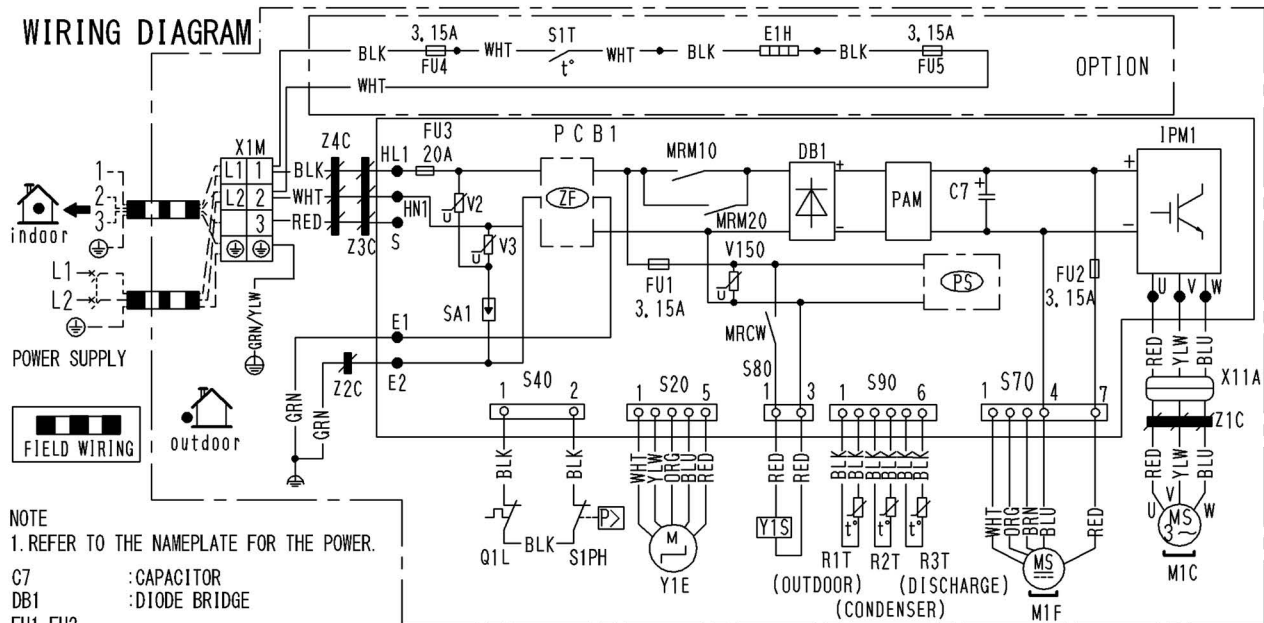 WIRING DIAGRAM
3.15A
S1T
E1H
3.15A
BLK
WHT
WHT
BLK
BLK
FU4
t°
FU5
OPTION
WHT
X1M
Z4C
FU3
PCB1
IPM1
L1 1
BLK
HL1
20A
MRM10
DB1
+
+
1
2
3
L2 2
WHT
HN1
V2
ZF
PAM
C7
+
U
MRM20
indoor
3
RED
Z3C
S
V3
U
-
-
L1
L2
V150
U
FU1
3.15A
PS
FU2
3.15A
U V W
POWER SUPPLY
GRN/YLW
SA1
E1
MRCW
RED YLW BLU
Z2C
E2
S40
S20
S80
S90
S70
X11A
1 2
1 5
1 3
1 6
1 4 7
Z1C
FIELD WIRING
outdoor
GRN
GRN
BLK
BLK
WHT YLW ORG BLU RED
RED RED
BLK BLK BLK BLK BLK BLK
WHT ORG BRN BLU
RED
RED YLW BLU
U V W
NOTE
1.REFER TO THE NAMEPLATE FOR THE POWER.
Q1L
BLK
P>
S1PH
M
Y1E
Y1S
t° t° t°
R1T R2T R3T
(OUTDOOR) (DISCHARGE)
(CONDENSER)
MS
M1F
MS
3~
M1C
C7 :CAPACITOR
DB1 :DIODE BRIDGE
FU1,FU2